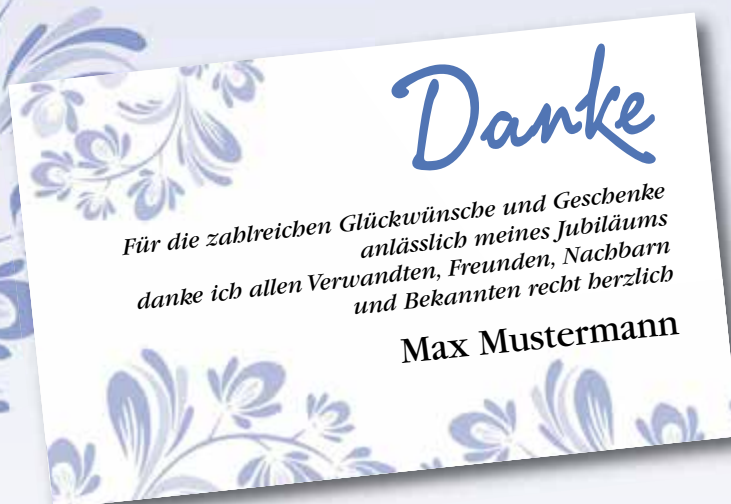 Danke
Für die zahlreichen Glückwünsche und Geschenke
anlässlich meines Jubiläums
danke ich allen Verwandten, Freunden, Nachbarn
und Bekannten recht herzlich
Max Mustermann